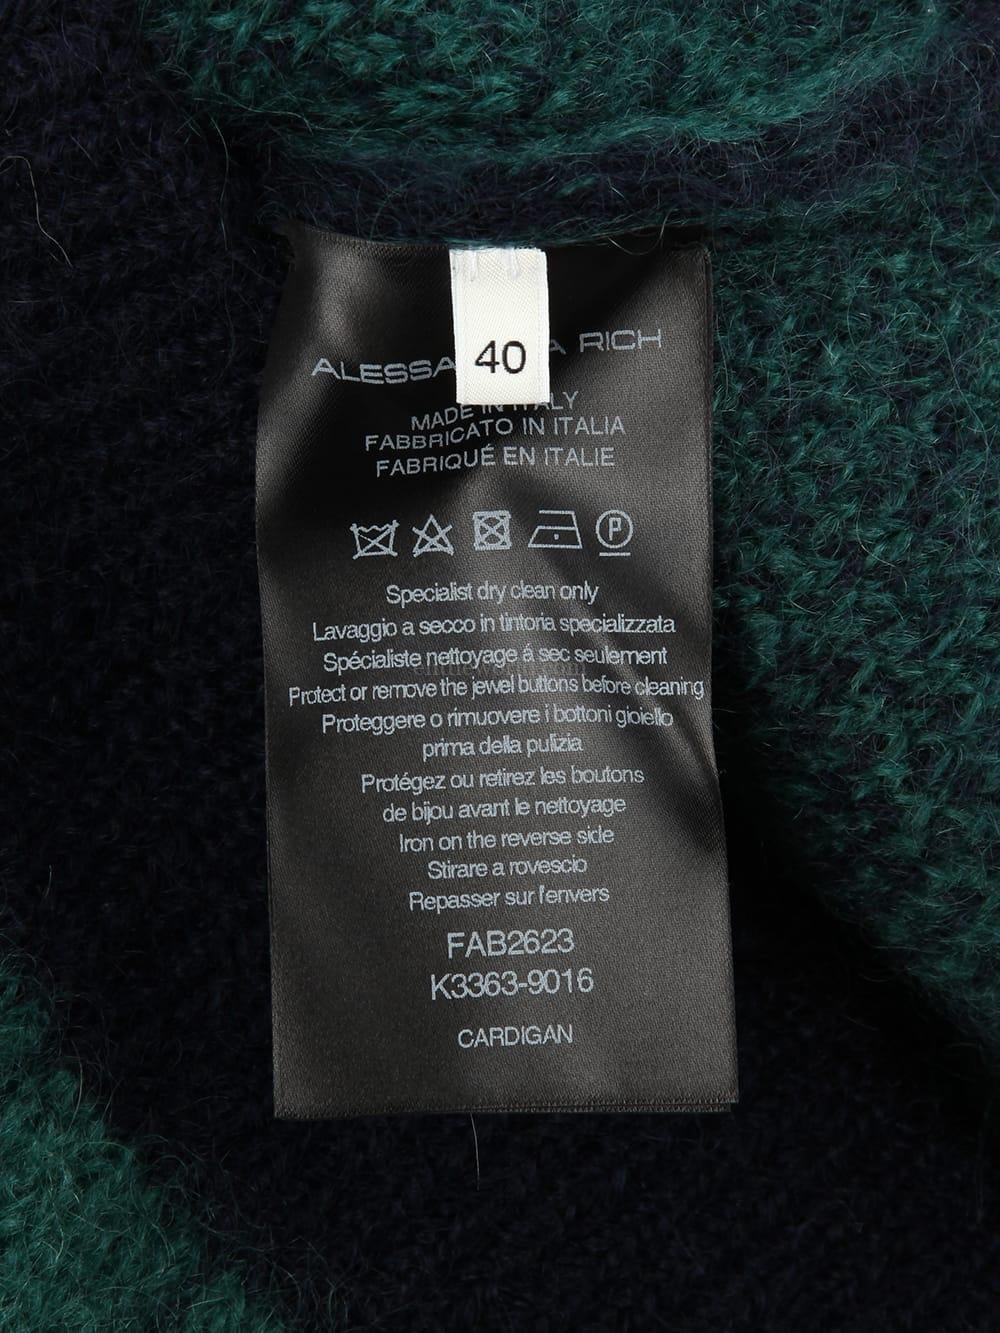 40
ALESSA A RICH
MADE IN ITALY
FABBRICATO IN ITALIA
FABRIQUÉ EN ITALIE
P
Specialist dry clean only
Lavaggio a secco in tintoria specializzata
Spécialiste nettoyage á sec seulement
Protect or remove the jewel buttons before cleaning
Proteggere o rimuovere i bottoni gioiello
prima della pulizia
Protégez ou retirez les boutons
de bijou avant le nettoyage
Iron on the reverse side
Stirare a rovescio
Repasser sur l'envers
FAB2623
K3363-9016
CARDIGAN